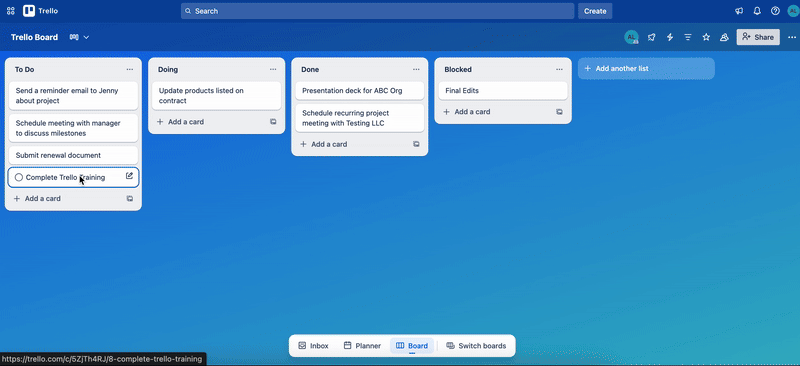 Trello
Search
Create
AL
Trello Board
AL
Share
To Do
Send a reminder email to Jenny
about project
Schedule meeting with manager
to discuss milestones
Submit renewal document
Complete Trello Training
Add a card
Doing
Update products listed on
contract
Add a card
Done
Presentation deck for ABC Org
Schedule recurring project
meeting with Testing LLC
Add a card
Blocked
Final Edits
Add a card
Add another list
Inbox
Planner
Board
Switch boards
https://trello.com/c/5ZjTh4RJ/8-complete-trello-training